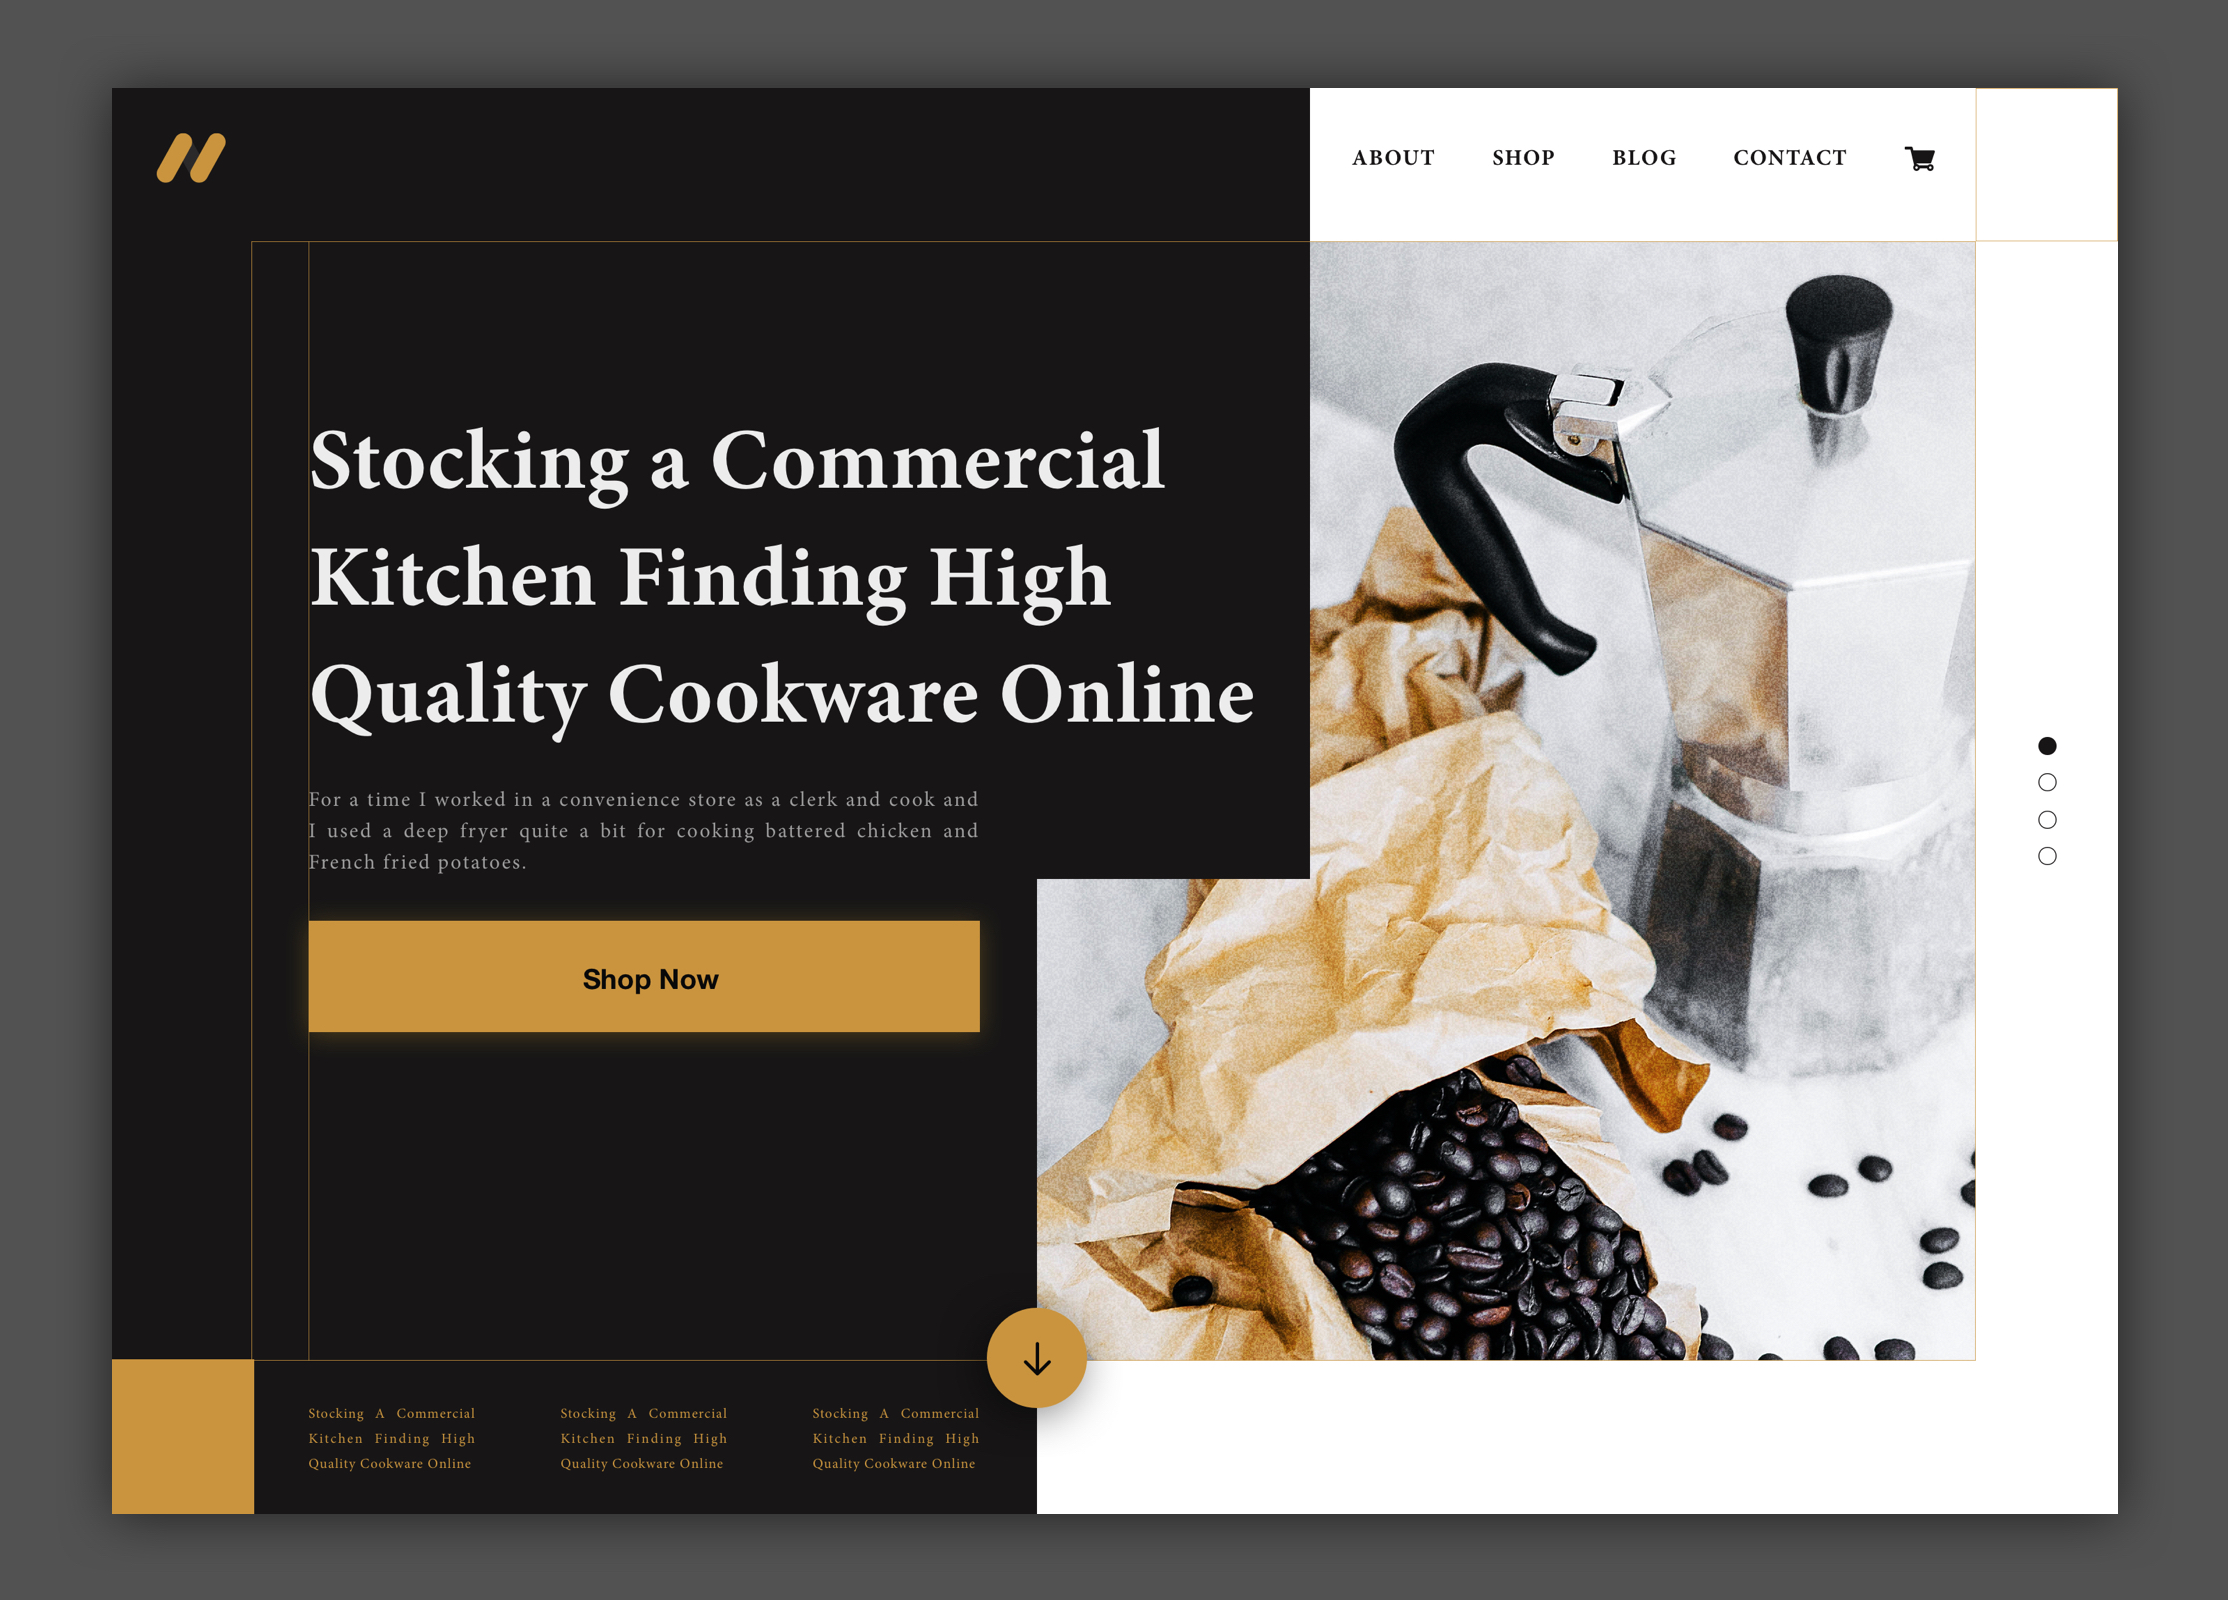 ABOUT SHOP BLOG CONTACT
Stocking a Commercial
Kitchen Finding High
Quality Cookware Online
For a time I worked in a convenience store as a clerk and cook and
I used a deep fryer quite a bit for cooking battered chicken and
French fried potatoes.
Shop Now
Stocking A Commercial
Kitchen Finding High
Quality Cookware Online
Stocking A Commercial
Kitchen Finding High
Quality Cookware Online
Stocking A Commercial
Kitchen Finding High
Quality Cookware Online